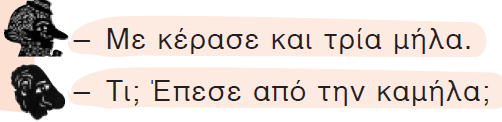 – Με κέρασε και τρία μήλα.
– Τι; Έπεσε από την καμήλα;